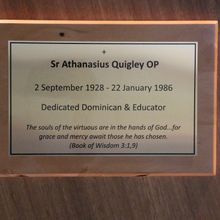 Sr Athanasius Quigley OP
2 September 1928 - 22 January 1986
Dedicated Dominican & Educator
The souls of the virtuous are in the hands of God...for
grace and mercy await those he has chosen.
(Book of Wisdom 3:1,9)